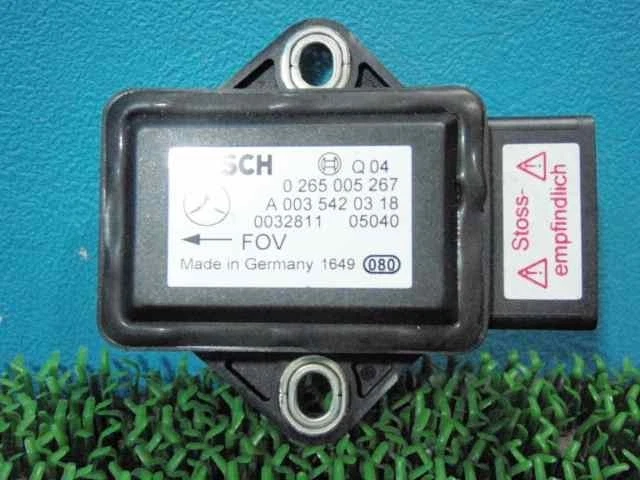 SCH Q 04
0 265 005 267
A 003 542 03 18
0032811 05040
FOV
Made in Germany 1649 080
Stoss-
empfindlich